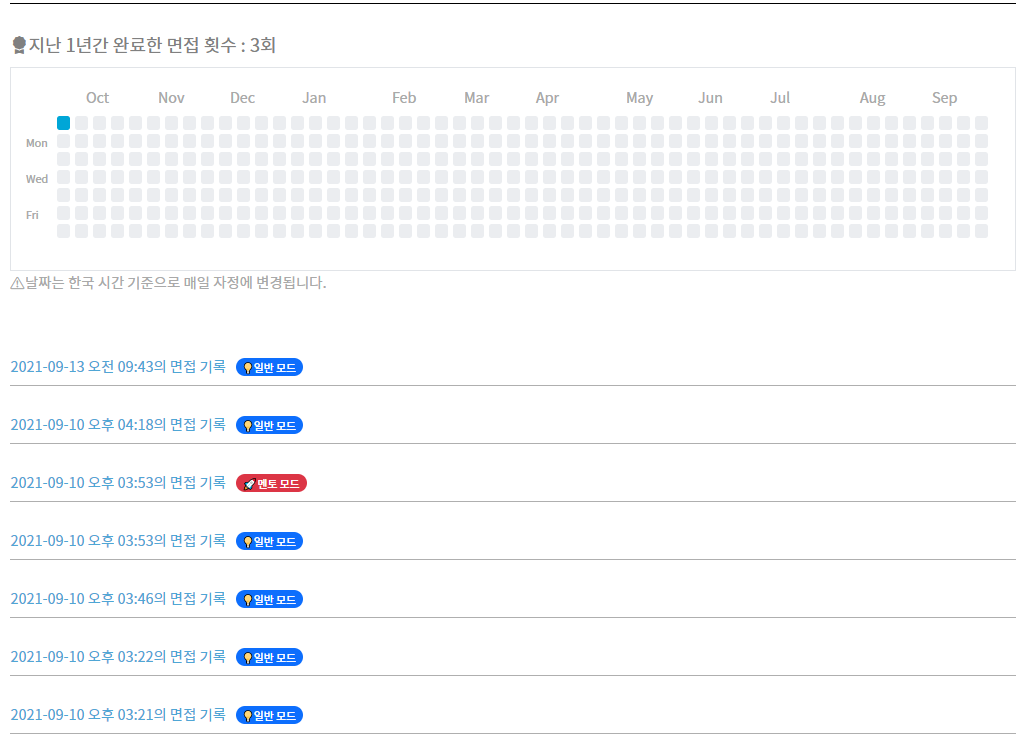 지난 1년간 완료한 면접 횟수 : 3회
Oct Nov Dec Jan Feb Mar Apr May Jun Jul Aug Sep
Mon
Wed
Fri
⚠날짜는 한국 시간 기준으로 매일 자정에 변경됩니다.
2021-09-13 오전 09:43의 면접 기록 💡일반 모드
2021-09-10 오후 04:18의 면접 기록 💡일반 모드
2021-09-10 오후 03:53의 면접 기록 🚀멘토 모드
2021-09-10 오후 03:53의 면접 기록 💡일반 모드
2021-09-10 오후 03:46의 면접 기록 💡일반 모드
2021-09-10 오후 03:22의 면접 기록 💡일반 모드
2021-09-10 오후 03:21의 면접 기록 💡일반 모드